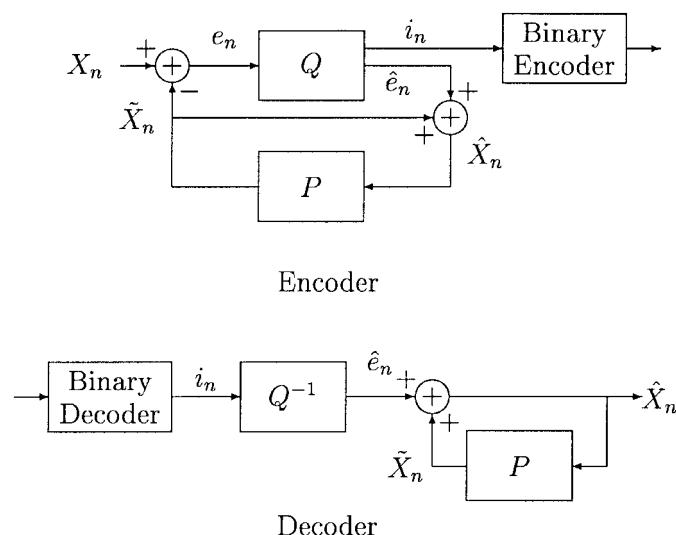 i_n
Binary
Encoder
X_n
+
+
e_n
Q
ê_n
−
+
+
+
X̃_n
X̂_n
P
Encoder
Binary
Decoder
i_n
Q⁻¹
ê_n
+
+
+
X̂_n
X̃_n
P
Decoder